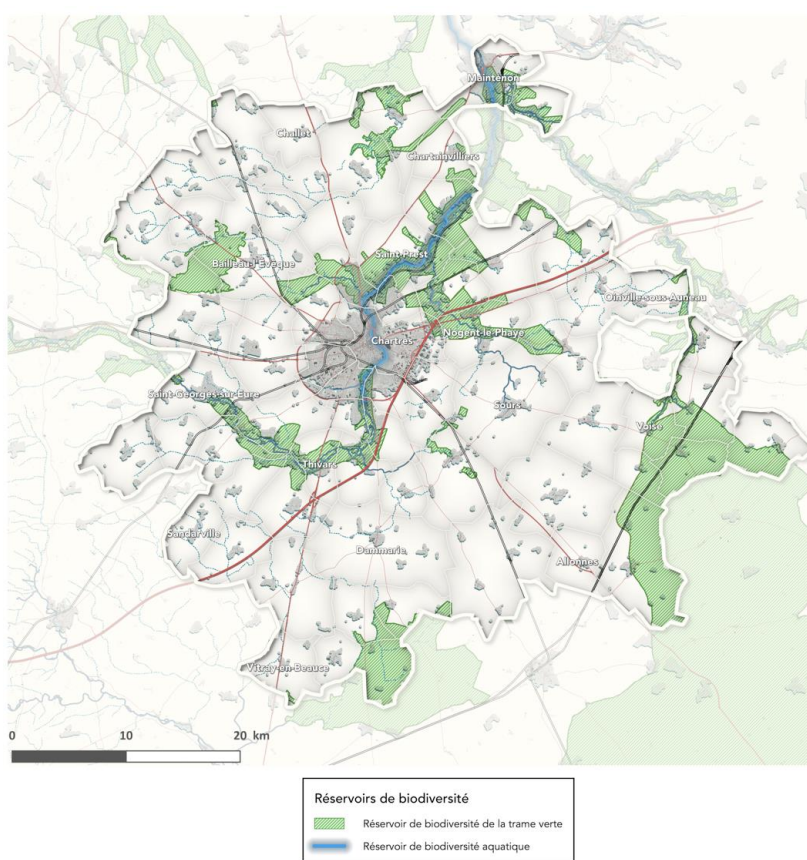 Maintenon
Challet
Chartainvilliers
Saint-Prest
Bailleau-l'Évêque
Oinville-sous-Auneau
Nogent-le-Phaye
Chartres
Saint-Georges-sur-Eure
Sours
Voise
Thivars
Sandarville
Dammarie
Allonnes
Vitray-en-Beauce
0 10 20 km
Réservoirs de biodiversité
Réservoir de biodiversité de la trame verte
Réservoir de biodiversité aquatique